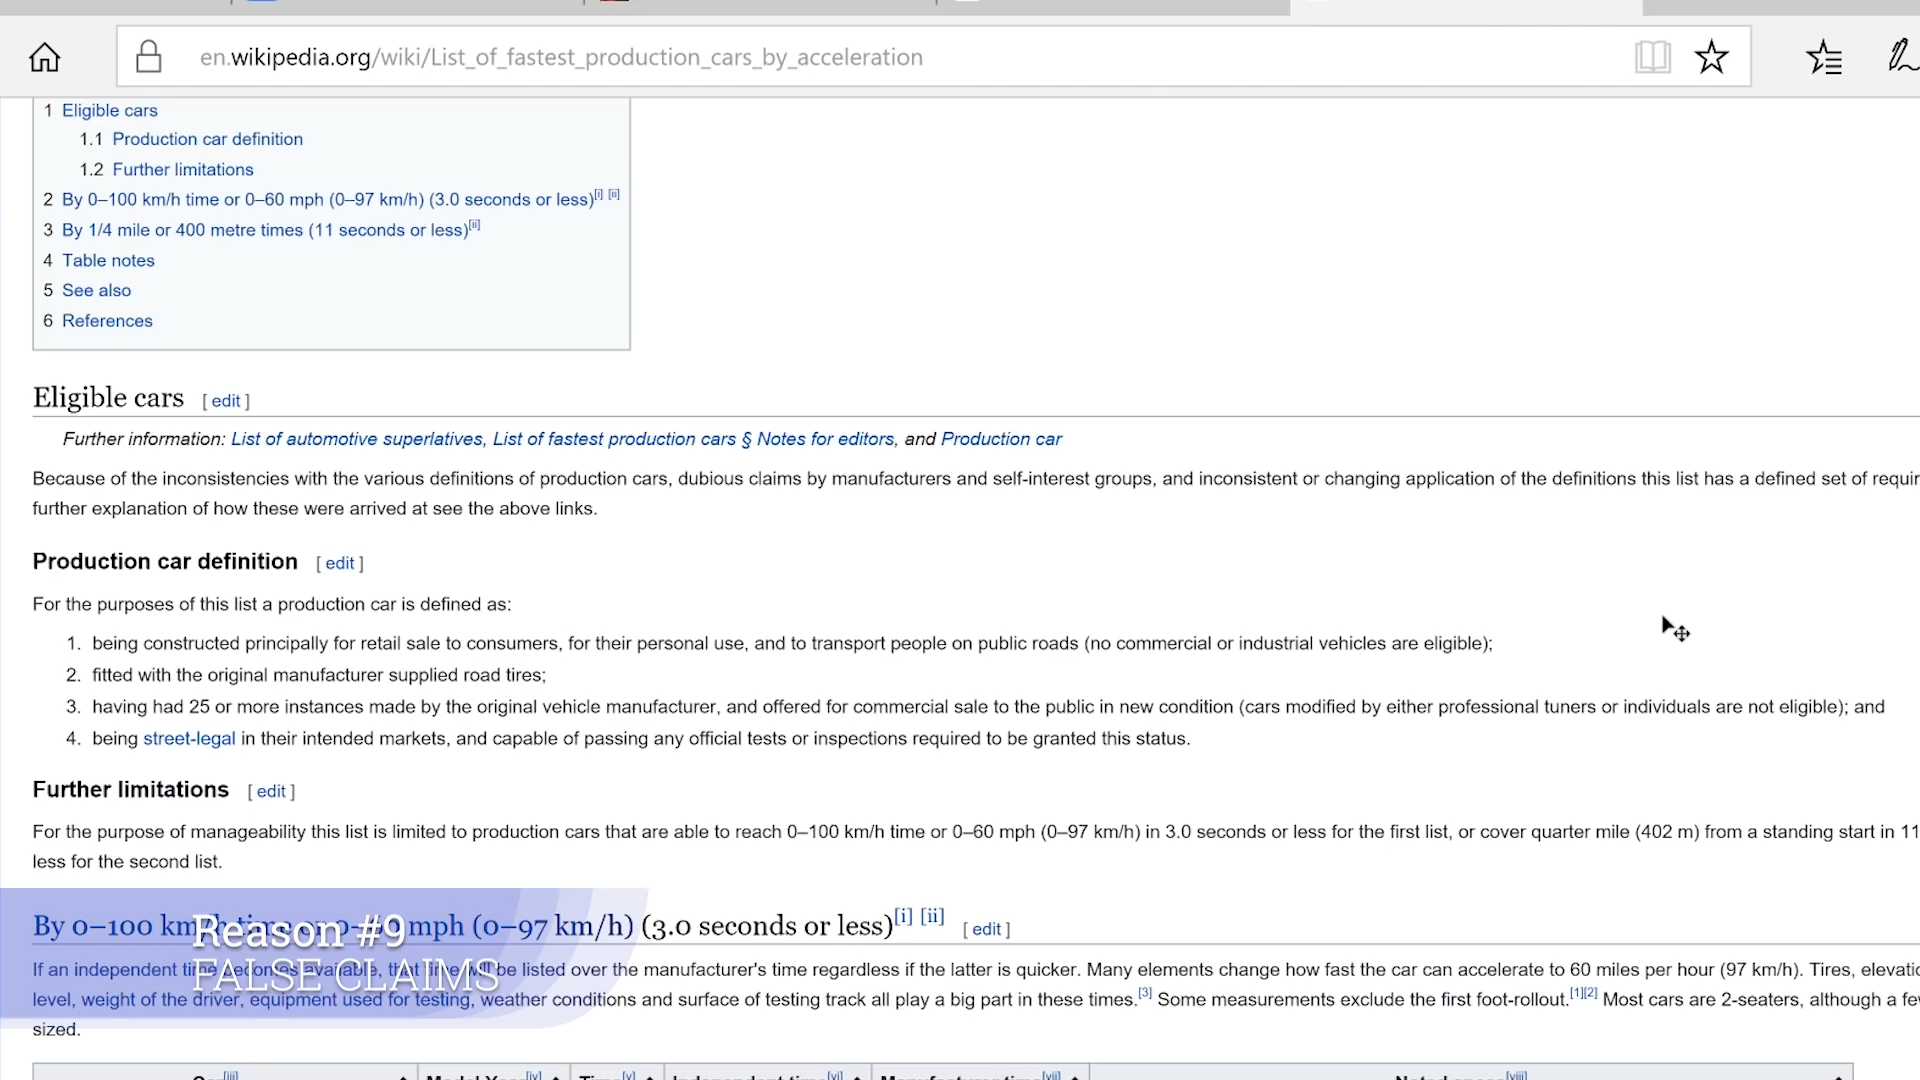 en.wikipedia.org/wiki/List_of_fastest_production_cars_by_acceleration
1 Eligible cars
1.1 Production car definition
1.2 Further limitations
2 By 0–100 km/h time or 0–60 mph (0–97 km/h) (3.0 seconds or less)[i] [ii]
3 By 1/4 mile or 400 metre times (11 seconds or less)[ii]
4 Table notes
5 See also
6 References
Eligible cars [ edit ]
Further information: List of automotive superlatives, List of fastest production cars § Notes for editors, and Production car
Because of the inconsistencies with the various definitions of production cars, dubious claims by manufacturers and self-interest groups, and inconsistent or changing application of the definitions this list has a defined set of requir
further explanation of how these were arrived at see the above links.
Production car definition [ edit ]
For the purposes of this list a production car is defined as:
1. being constructed principally for retail sale to consumers, for their personal use, and to transport people on public roads (no commercial or industrial vehicles are eligible);
2. fitted with the original manufacturer supplied road tires;
3. having had 25 or more instances made by the original vehicle manufacturer, and offered for commercial sale to the public in new condition (cars modified by either professional tuners or individuals are not eligible); and
4. being street-legal in their intended markets, and capable of passing any official tests or inspections required to be granted this status.
Further limitations [ edit ]
For the purpose of manageability this list is limited to production cars that are able to reach 0–100 km/h time or 0–60 mph (0–97 km/h) in 3.0 seconds or less for the first list, or cover quarter mile (402 m) from a standing start in 11
less for the second list.
By 0–100 km/h time or 0–60 mph (0–97 km/h) (3.0 seconds or less)[i] [ii] [ edit ]
Reason #9
If an independent time becomes available, that time will be listed over the manufacturer's time regardless if the latter is quicker. Many elements change how fast the car can accelerate to 60 miles per hour (97 km/h). Tires, elevatio
FALSE CLAIMS
level, weight of the driver, equipment used for testing, weather conditions and surface of testing track all play a big part in these times.[3] Some measurements exclude the first foot-rollout.[1][2] Most cars are 2-seaters, although a fe
sized.